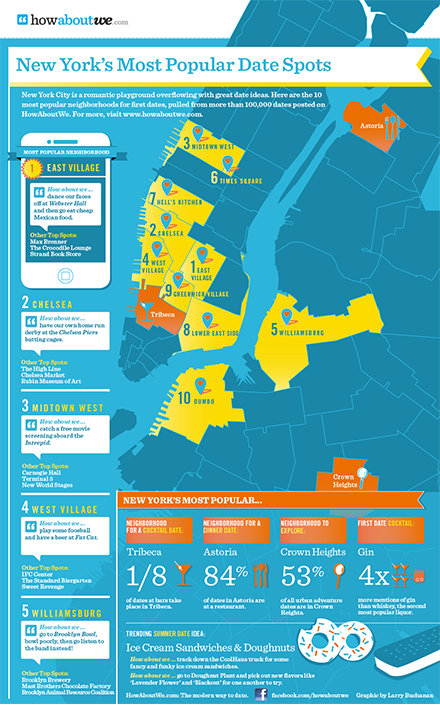 howaboutwe.com
New York's Most Popular Date Spots
New York City is a romantic playground overflowing with great date ideas. Here are the 10
most popular neighborhoods for first dates, pulled from more than 100,000 dates posted on
HowAboutWe. For more, visit www.howaboutwe.com.
MOST POPULAR NEIGHBORHOOD
1 EAST VILLAGE
How about we...
dance our faces
off at Webster Hall
and then go eat cheap
Mexican food.
Other Top Spots:
Max Brenner
The Crocodile Lounge
Strand Book Store
2 CHELSEA
How about we...
have our own home run
derby at the Chelsea Piers
batting cages.
Other Top Spots:
The High Line
Chelsea Market
Rubin Museum of Art
3 MIDTOWN WEST
How about we...
catch a free movie
screening aboard the
Intrepid.
Other Top Spots:
Carnegie Hall
Terminal 5
New World Stages
4 WEST VILLAGE
How about we...
play some foosball
and have a beer at Fat Cat.
Other Top Spots:
IFC Center
The Standard Biergarten
Sweet Revenge
5 WILLIAMSBURG
How about we...
go to Brooklyn Bowl,
bowl poorly, then go listen to
the band instead!
Other Top Spots:
Brooklyn Brewery
Mast Brothers Chocolate Factory
Brooklyn Animal Resource Coalition
Astoria
3 MIDTOWN WEST
6 TIMES SQUARE
7
HELL'S KITCHEN
2
CHELSEA
4
WEST
VILLAGE
1
EAST
VILLAGE
9
GREENWICH VILLAGE
Tribeca
8 LOWER EAST SIDE
5 WILLIAMSBURG
10 DUMBO
Crown
Heights
NEW YORK'S MOST POPULAR...
NEIGHBORHOOD
FOR A COCKTAIL DATE:
Tribeca
1/8
of dates at bars take
place in Tribeca.
NEIGHBORHOOD FOR A
DINNER DATE:
Astoria
84%
of dates in Astoria are
at a restaurant.
NEIGHBORHOOD TO
EXPLORE:
Crown Heights
53%
of all urban adventure
dates are in Crown
Heights.
FIRST DATE COCKTAIL:
Gin
4x
more mentions of gin
than whiskey, the second
most popular liquor.
TRENDING SUMMER DATE IDEA:
Ice Cream Sandwiches & Doughnuts
How about we... track down the CoolHaus truck for some
fancy and funky ice cream sandwiches.
How about we... go to Doughnut Plant and pick out new flavors like
'Lavender Flower' and 'Blackout' for one another to try.
HowAboutWe.com: The modern way to date.
facebook.com/howaboutwe
Graphic by Larry Buchanan